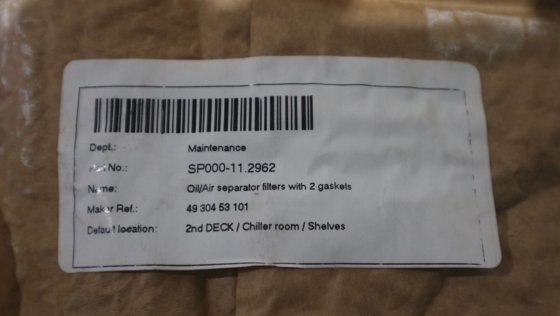 Dept.: Maintenance
No.: SP000-11.2962
Name: Oil/Air separator filters with 2 gaskets
Maker Ref.: 49 304 53 101
Default location: 2nd DECK / Chiller room / Shelves